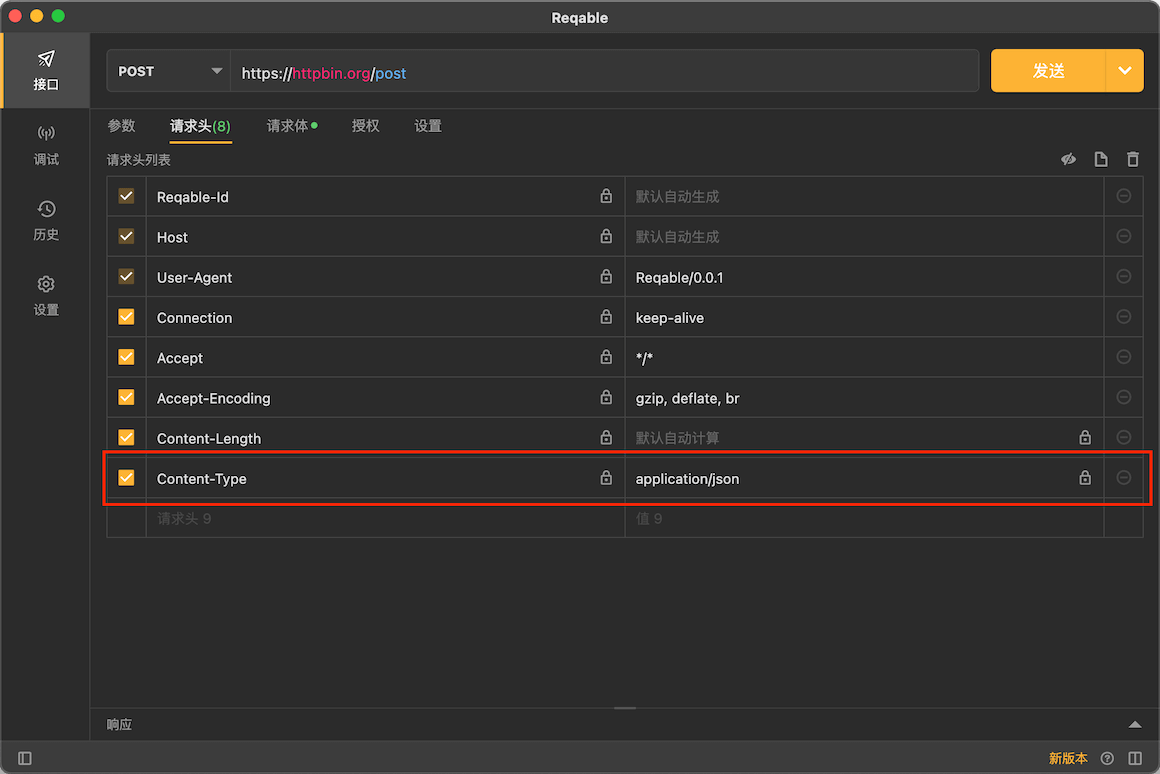 Reqable
接口
调试
历史
设置
POST
https://httpbin.org/post
发送
参数
请求头(8)
请求体
授权
设置
请求头列表
Reqable-Id 默认自动生成
Host 默认自动生成
User-Agent Reqable/0.0.1
Connection keep-alive
Accept */*
Accept-Encoding gzip, deflate, br
Content-Length 默认自动计算
Content-Type application/json
请求头 9 值 9
响应
新版本